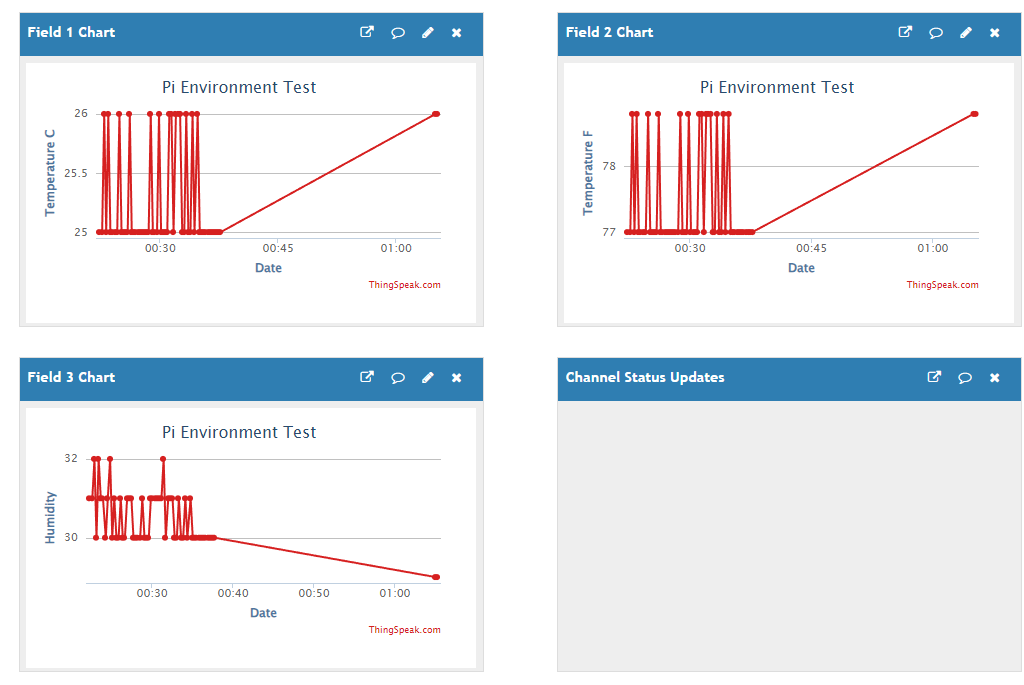 Field 1 Chart
Pi Environment Test
Temperature C
26
25.5
25
00:30 00:45 01:00
Date
ThingSpeak.com
Field 2 Chart
Pi Environment Test
Temperature F
78
77
00:30 00:45 01:00
Date
ThingSpeak.com
Field 3 Chart
Pi Environment Test
Humidity
32
30
00:30 00:40 00:50 01:00
Date
ThingSpeak.com
Channel Status Updates